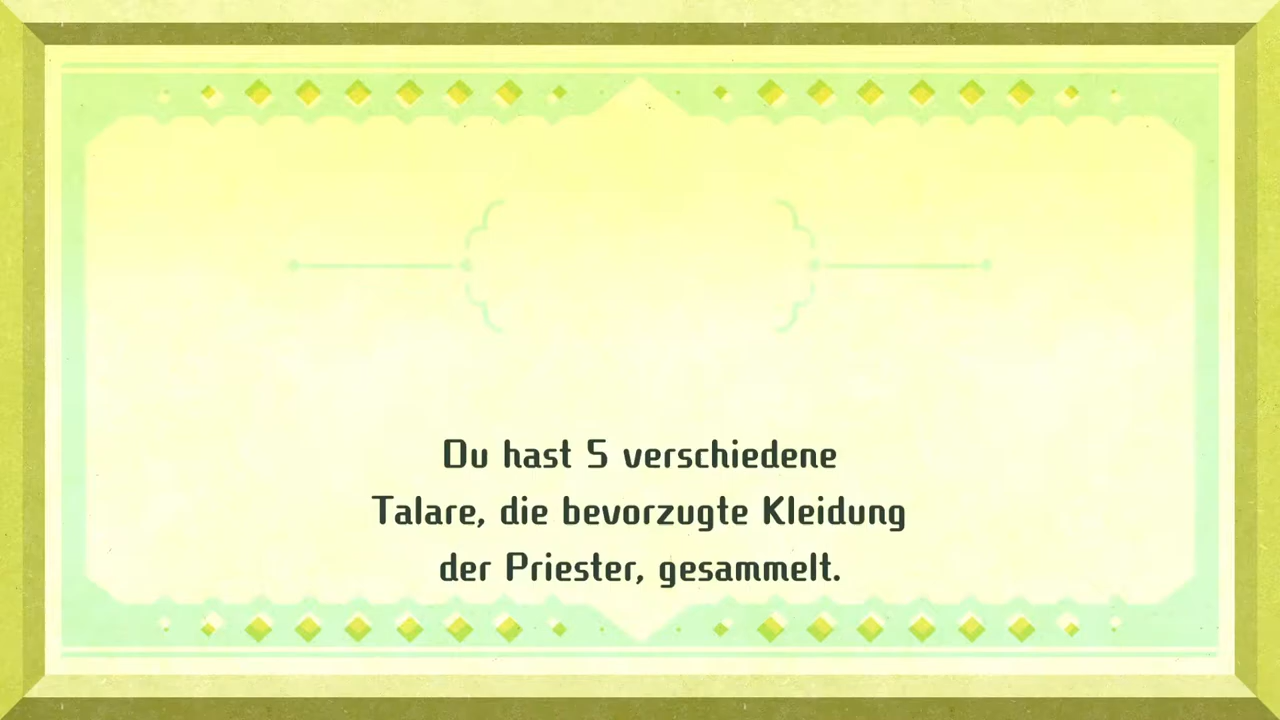 Du hast 5 verschiedene
Talare, die bevorzugte Kleidung
der Priester, gesammelt.